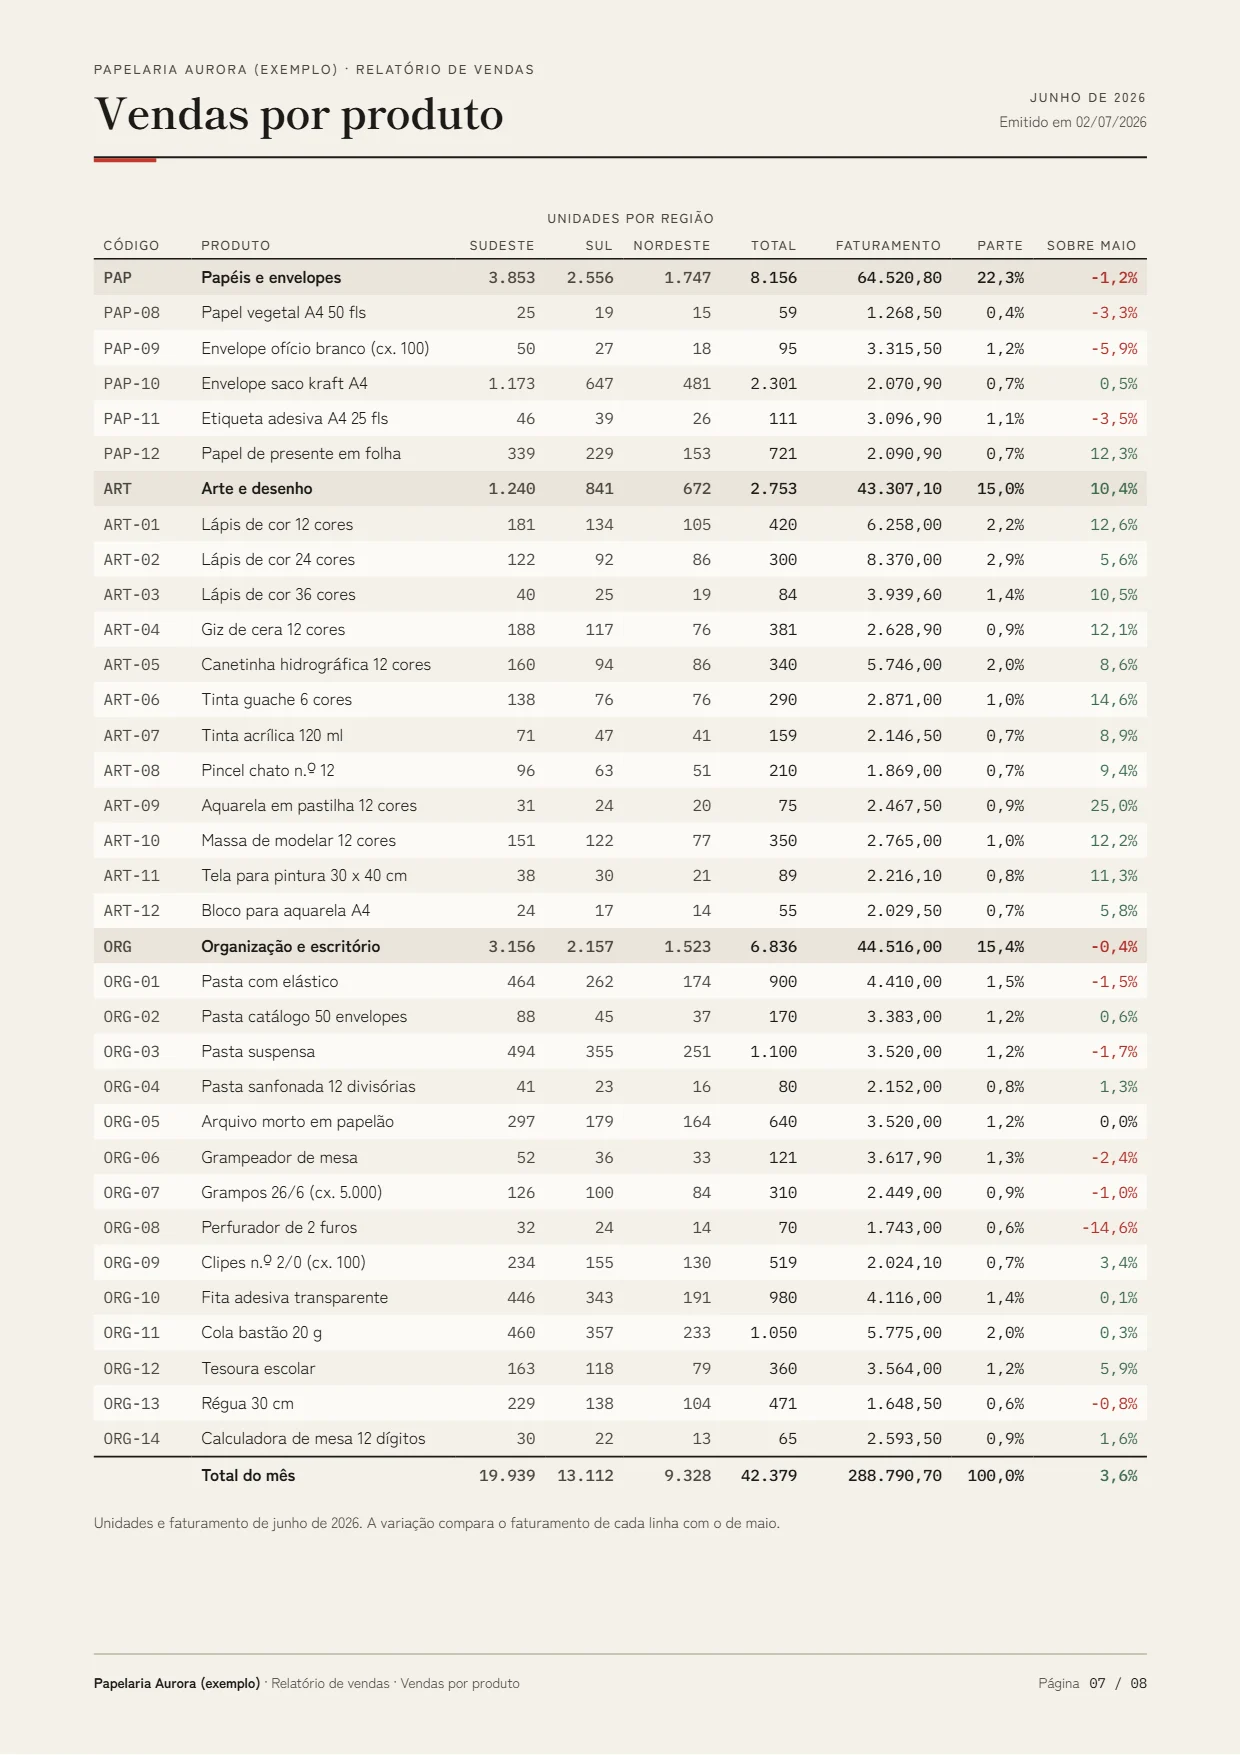 PAPELARIA AURORA (EXEMPLO) · RELATÓRIO DE VENDAS
Vendas por produto
JUNHO DE 2026
Emitido em 02/07/2026
UNIDADES POR REGIÃO
CÓDIGO PRODUTO SUDESTE SUL NORDESTE TOTAL FATURAMENTO PARTE SOBRE MAIO
PAP Papéis e envelopes 3.853 2.556 1.747 8.156 64.520,80 22,3% -1,2%
PAP-08 Papel vegetal A4 50 fls 25 19 15 59 1.268,50 0,4% -3,3%
PAP-09 Envelope ofício branco (cx. 100) 50 27 18 95 3.315,50 1,2% -5,9%
PAP-10 Envelope saco kraft A4 1.173 647 481 2.301 2.070,90 0,7% 0,5%
PAP-11 Etiqueta adesiva A4 25 fls 46 39 26 111 3.096,90 1,1% -3,5%
PAP-12 Papel de presente em folha 339 229 153 721 2.090,90 0,7% 12,3%
ART Arte e desenho 1.240 841 672 2.753 43.307,10 15,0% 10,4%
ART-01 Lápis de cor 12 cores 181 134 105 420 6.258,00 2,2% 12,6%
ART-02 Lápis de cor 24 cores 122 92 86 300 8.370,00 2,9% 5,6%
ART-03 Lápis de cor 36 cores 40 25 19 84 3.939,60 1,4% 10,5%
ART-04 Giz de cera 12 cores 188 117 76 381 2.628,90 0,9% 12,1%
ART-05 Canetinha hidrográfica 12 cores 160 94 86 340 5.746,00 2,0% 8,6%
ART-06 Tinta guache 6 cores 138 76 76 290 2.871,00 1,0% 14,6%
ART-07 Tinta acrílica 120 ml 71 47 41 159 2.146,50 0,7% 8,9%
ART-08 Pincel chato n.º 12 96 63 51 210 1.869,00 0,7% 9,4%
ART-09 Aquarela em pastilha 12 cores 31 24 20 75 2.467,50 0,9% 25,0%
ART-10 Massa de modelar 12 cores 151 122 77 350 2.765,00 1,0% 12,2%
ART-11 Tela para pintura 30 x 40 cm 38 30 21 89 2.216,10 0,8% 11,3%
ART-12 Bloco para aquarela A4 24 17 14 55 2.029,50 0,7% 5,8%
ORG Organização e escritório 3.156 2.157 1.523 6.836 44.516,00 15,4% -0,4%
ORG-01 Pasta com elástico 464 262 174 900 4.410,00 1,5% -1,5%
ORG-02 Pasta catálogo 50 envelopes 88 45 37 170 3.383,00 1,2% 0,6%
ORG-03 Pasta suspensa 494 355 251 1.100 3.520,00 1,2% -1,7%
ORG-04 Pasta sanfonada 12 divisórias 41 23 16 80 2.152,00 0,8% 1,3%
ORG-05 Arquivo morto em papelão 297 179 164 640 3.520,00 1,2% 0,0%
ORG-06 Grampeador de mesa 52 36 33 121 3.617,90 1,3% -2,4%
ORG-07 Grampos 26/6 (cx. 5.000) 126 100 84 310 2.449,00 0,9% -1,0%
ORG-08 Perfurador de 2 furos 32 24 14 70 1.743,00 0,6% -14,6%
ORG-09 Clipes n.º 2/0 (cx. 100) 234 155 130 519 2.024,10 0,7% 3,4%
ORG-10 Fita adesiva transparente 446 343 191 980 4.116,00 1,4% 0,1%
ORG-11 Cola bastão 20 g 460 357 233 1.050 5.775,00 2,0% 0,3%
ORG-12 Tesoura escolar 163 118 79 360 3.564,00 1,2% 5,9%
ORG-13 Régua 30 cm 229 138 104 471 1.648,50 0,6% -0,8%
ORG-14 Calculadora de mesa 12 dígitos 30 22 13 65 2.593,50 0,9% 1,6%
Total do mês 19.939 13.112 9.328 42.379 288.790,70 100,0% 3,6%
Unidades e faturamento de junho de 2026. A variação compara o faturamento de cada linha com o de maio.
Papelaria Aurora (exemplo) · Relatório de vendas · Vendas por produto
Página 07 / 08